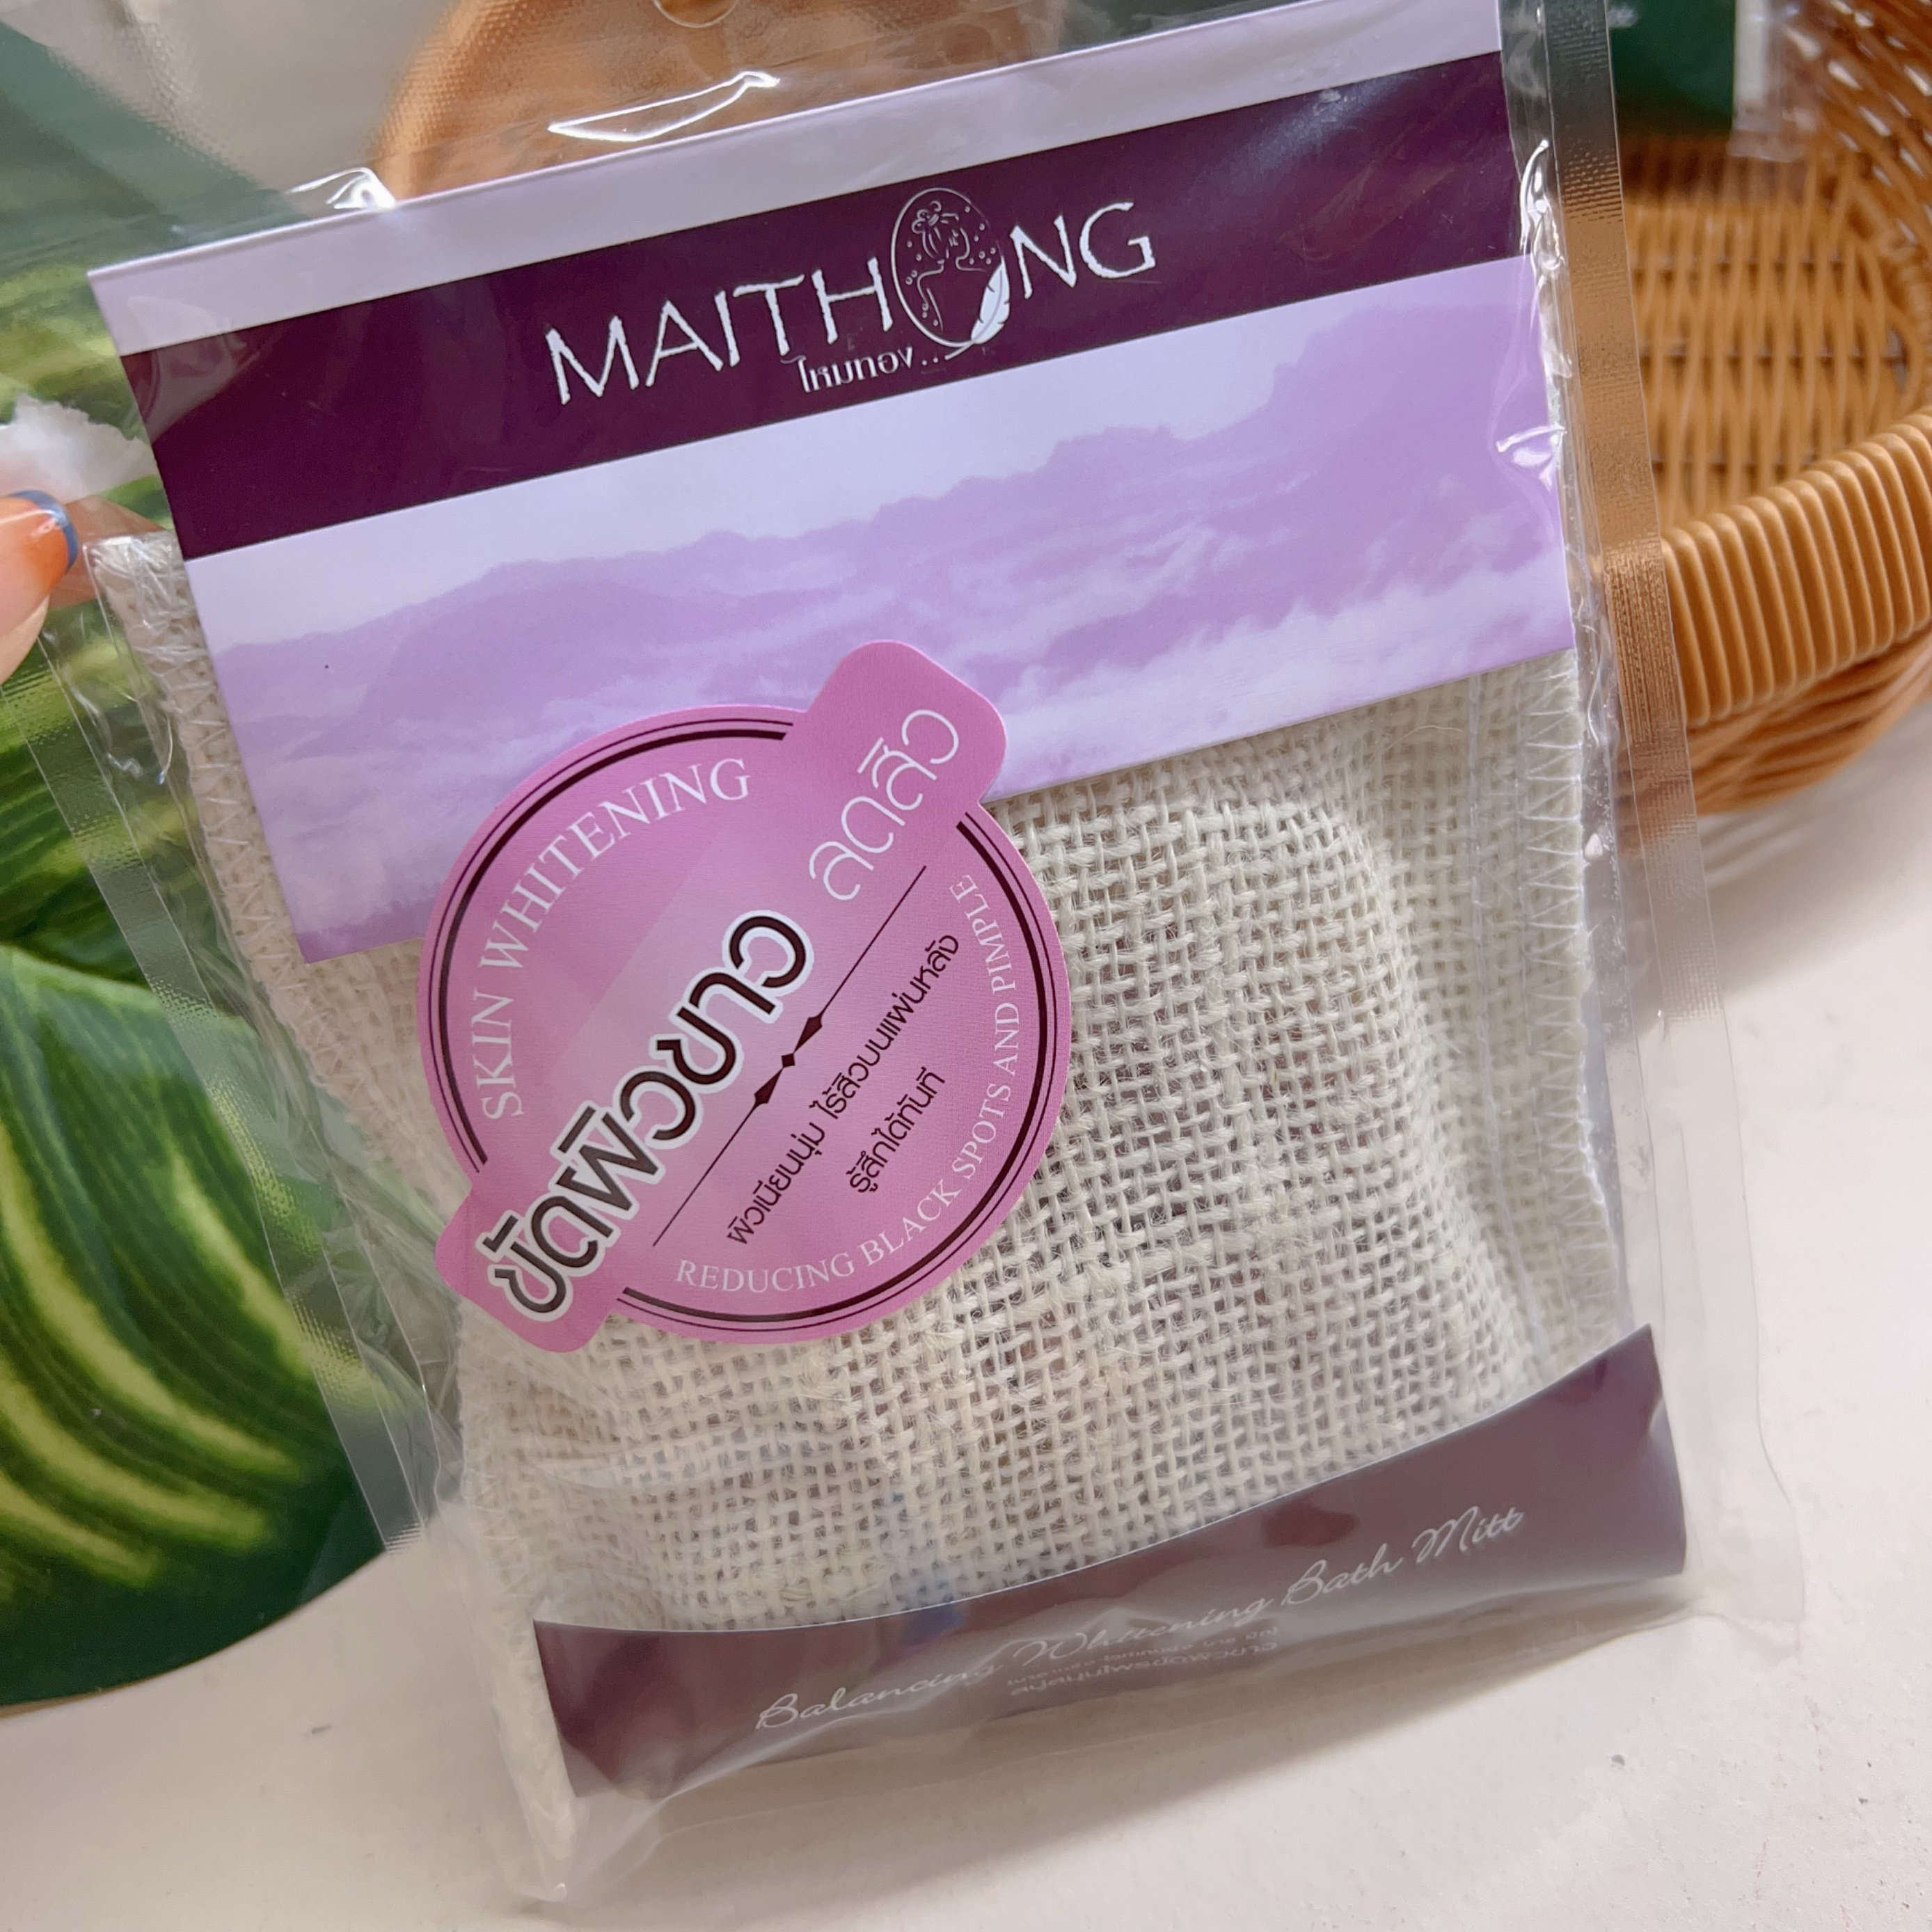 MAITHONG
ไหมทอง...
SKIN WHITENING
ลดสิว
ขัดผิวขาว
ผิวเนียนนุ่ม ไร้สิวบนแผ่นหลัง
รู้สึกได้ทันที
REDUCING BLACK SPOTS AND PIMPLE
Balancing Whitening Bath Mitt